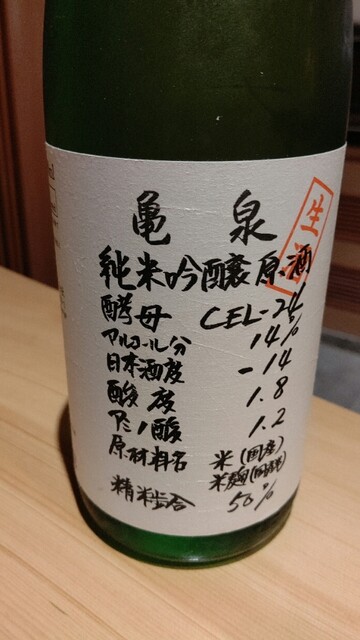 亀泉
生酒
純米吟醸原酒
酵母 CEL-24
アルコール分 14%
日本酒度 -14
酸度 1.8
アミノ酸 1.2
原材料名 米(国産)
米麹(国産米)
精米歩合 50%